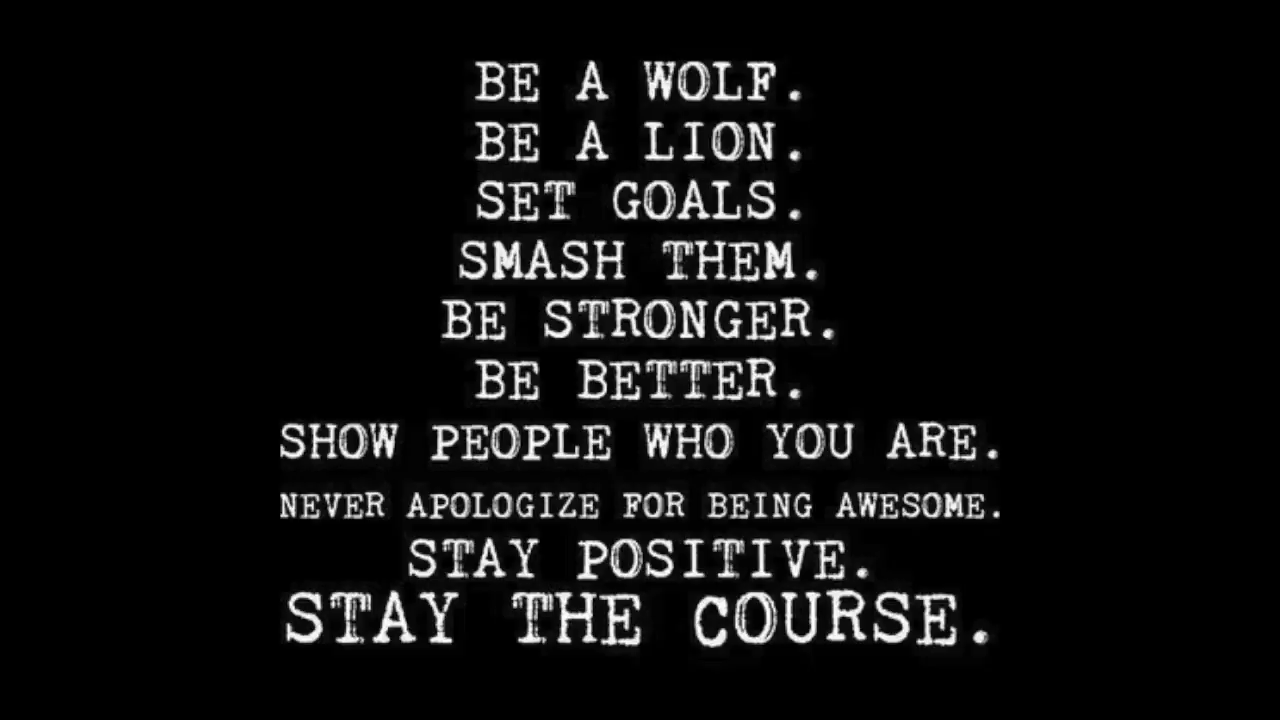 BE A WOLF.
BE A LION.
SET GOALS.
SMASH THEM.
BE STRONGER.
BE BETTER.
SHOW PEOPLE WHO YOU ARE.
NEVER APOLOGIZE FOR BEING AWESOME.
STAY POSITIVE.
STAY THE COURSE.